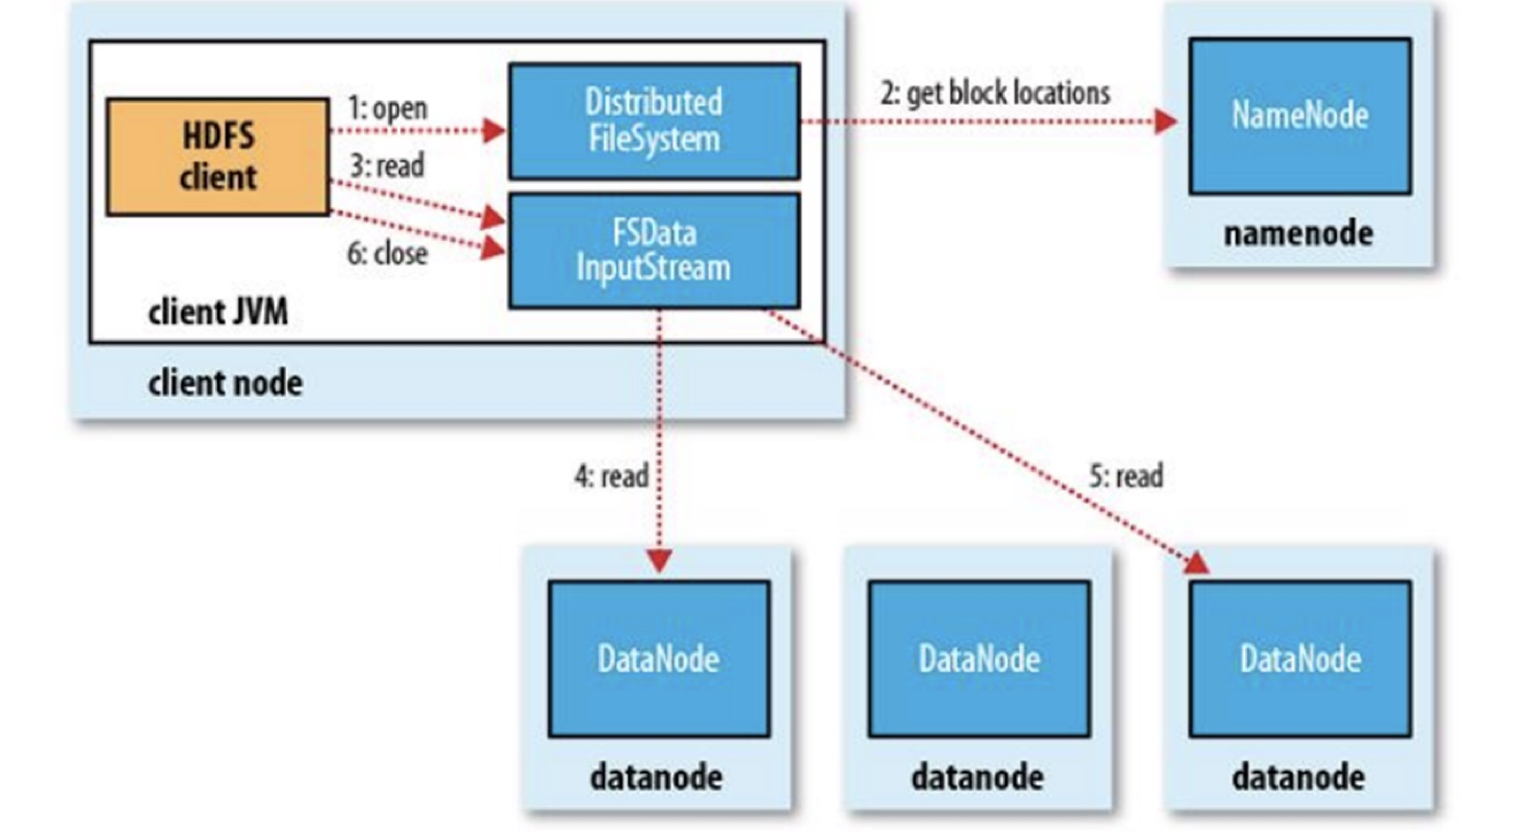 1: open
Distributed
FileSystem
2: get block locations
NameNode
HDFS
client
3: read
namenode
FSData
InputStream
6: close
client JVM
client node
4: read
5: read
DataNode
DataNode
DataNode
datanode
datanode
datanode